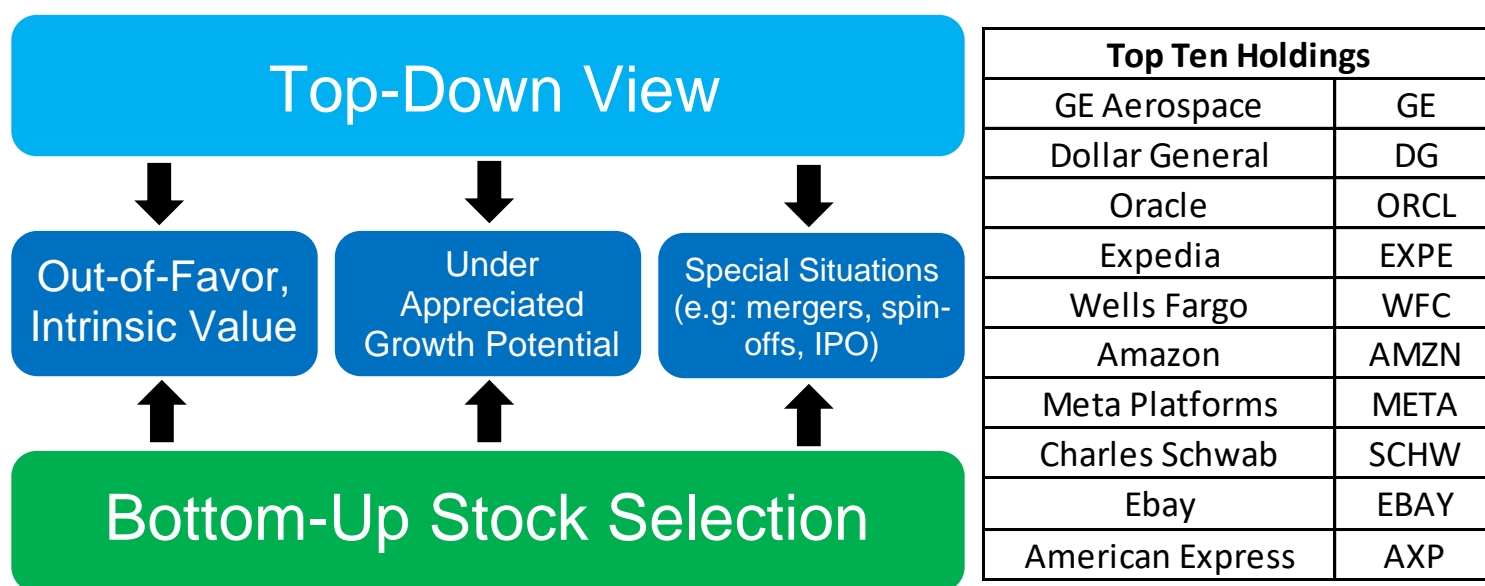 Top-Down View
Out-of-Favor,
Intrinsic Value
Under
Appreciated
Growth Potential
Special Situations
(e.g: mergers, spin-
offs, IPO)
Bottom-Up Stock Selection
Top Ten Holdings
GE Aerospace GE
Dollar General DG
Oracle ORCL
Expedia EXPE
Wells Fargo WFC
Amazon AMZN
Meta Platforms META
Charles Schwab SCHW
Ebay EBAY
American Express AXP